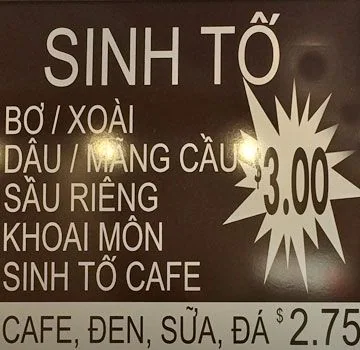 SINH TỐ
BƠ / XOÀI
DÂU / MÃNG CẦU
SẦU RIÊNG
$3.00
KHOAI MÔN
SINH TỐ CAFE
CAFE, ĐEN, SỮA, ĐÁ $2.75